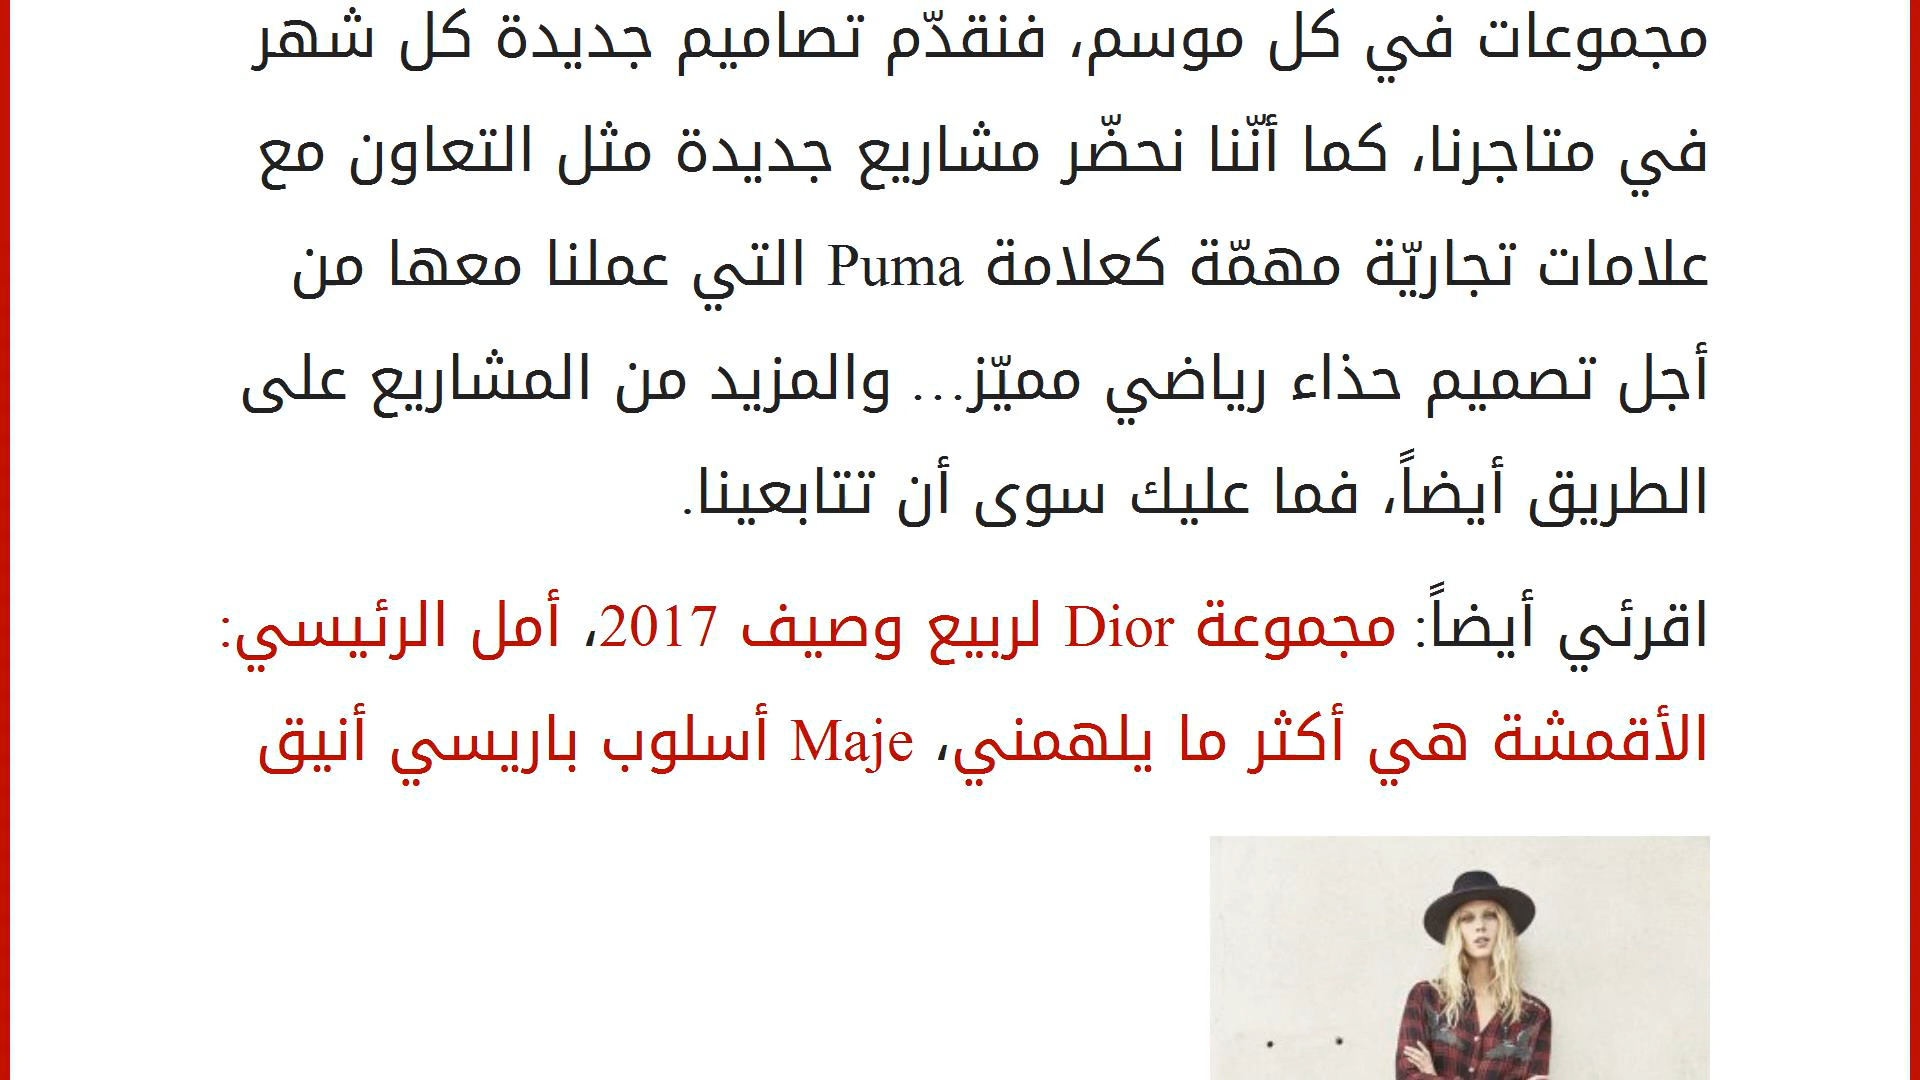 مجموعات في كل موسم، فنقدّم تصاميم جديدة كل شهر
في متاجرنا، كما أنّنا نحضّر مشاريع جديدة مثل التعاون مع
علامات تجاريّة مهمّة كعلامة Puma التي عملنا معها من
أجل تصميم حذاء رياضي مميّز... والمزيد من المشاريع على
الطريق أيضاً، فما عليك سوى أن تتابعينا.
اقرئي أيضاً: مجموعة Dior لربيع وصيف 2017، أمل الرئيسي:
الأقمشة هي أكثر ما يلهمني، Maje أسلوب باريسي أنيق